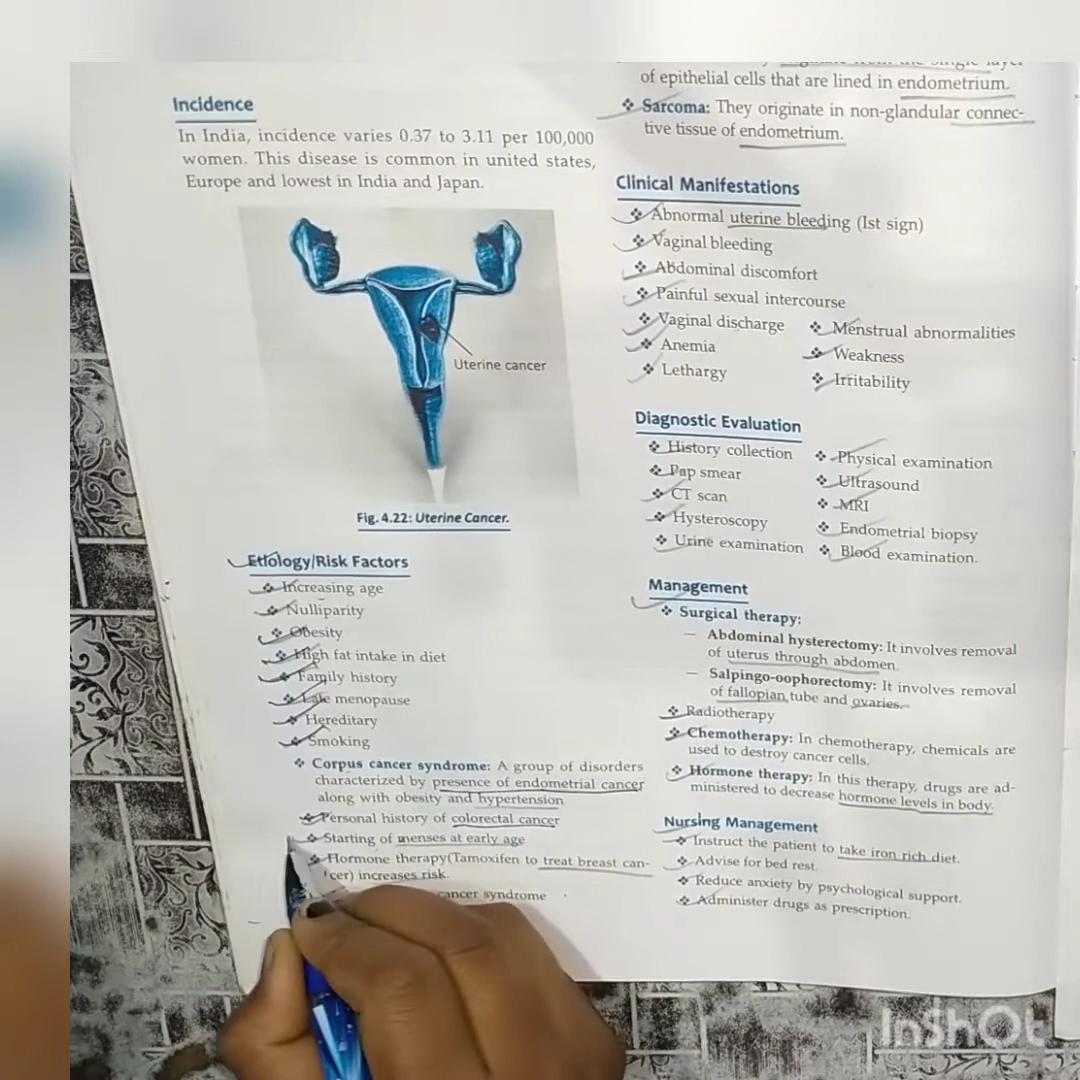 Incidence
In India, incidence varies 0.37 to 3.11 per 100,000
women. This disease is common in united states,
Europe and lowest in India and Japan.
Uterine cancer
Fig. 4.22: Uterine Cancer.
Etiology/Risk Factors
❖ Increasing age
❖ Nulliparity
❖ Obesity
❖ High fat intake in diet
❖ Family history
❖ Late menopause
❖ Hereditary
❖ Smoking
❖ Corpus cancer syndrome: A group of disorders
characterized by presence of endometrial cancer
along with obesity and hypertension
❖ Personal history of colorectal cancer
❖ Starting of menses at early age
❖ Hormone therapy(Tamoxifen to treat breast can-
cer) increases risk.
cancer syndrome
from the single layer
of epithelial cells that are lined in endometrium.
❖ Sarcoma: They originate in non-glandular connec-
tive tissue of endometrium.
Clinical Manifestations
❖ Abnormal uterine bleeding (Ist sign)
❖ Vaginal bleeding
❖ Abdominal discomfort
❖ Painful sexual intercourse
❖ Vaginal discharge ❖ Menstrual abnormalities
❖ Anemia ❖ Weakness
❖ Lethargy ❖ Irritability
Diagnostic Evaluation
❖ History collection ❖ Physical examination
❖ Pap smear ❖ Ultrasound
❖ CT scan ❖ MRI
❖ Hysteroscopy ❖ Endometrial biopsy
❖ Urine examination ❖ Blood examination.
Management
❖ Surgical therapy:
— Abdominal hysterectomy: It involves removal
of uterus through abdomen.
— Salpingo-oophorectomy: It involves removal
of fallopian tube and ovaries.
❖ Radiotherapy
❖ Chemotherapy: In chemotherapy, chemicals are
used to destroy cancer cells.
❖ Hormone therapy: In this therapy, drugs are ad-
ministered to decrease hormone levels in body.
Nursing Management
❖ Instruct the patient to take iron rich diet.
❖ Advise for bed rest.
❖ Reduce anxiety by psychological support.
❖ Administer drugs as prescription.
InShOt